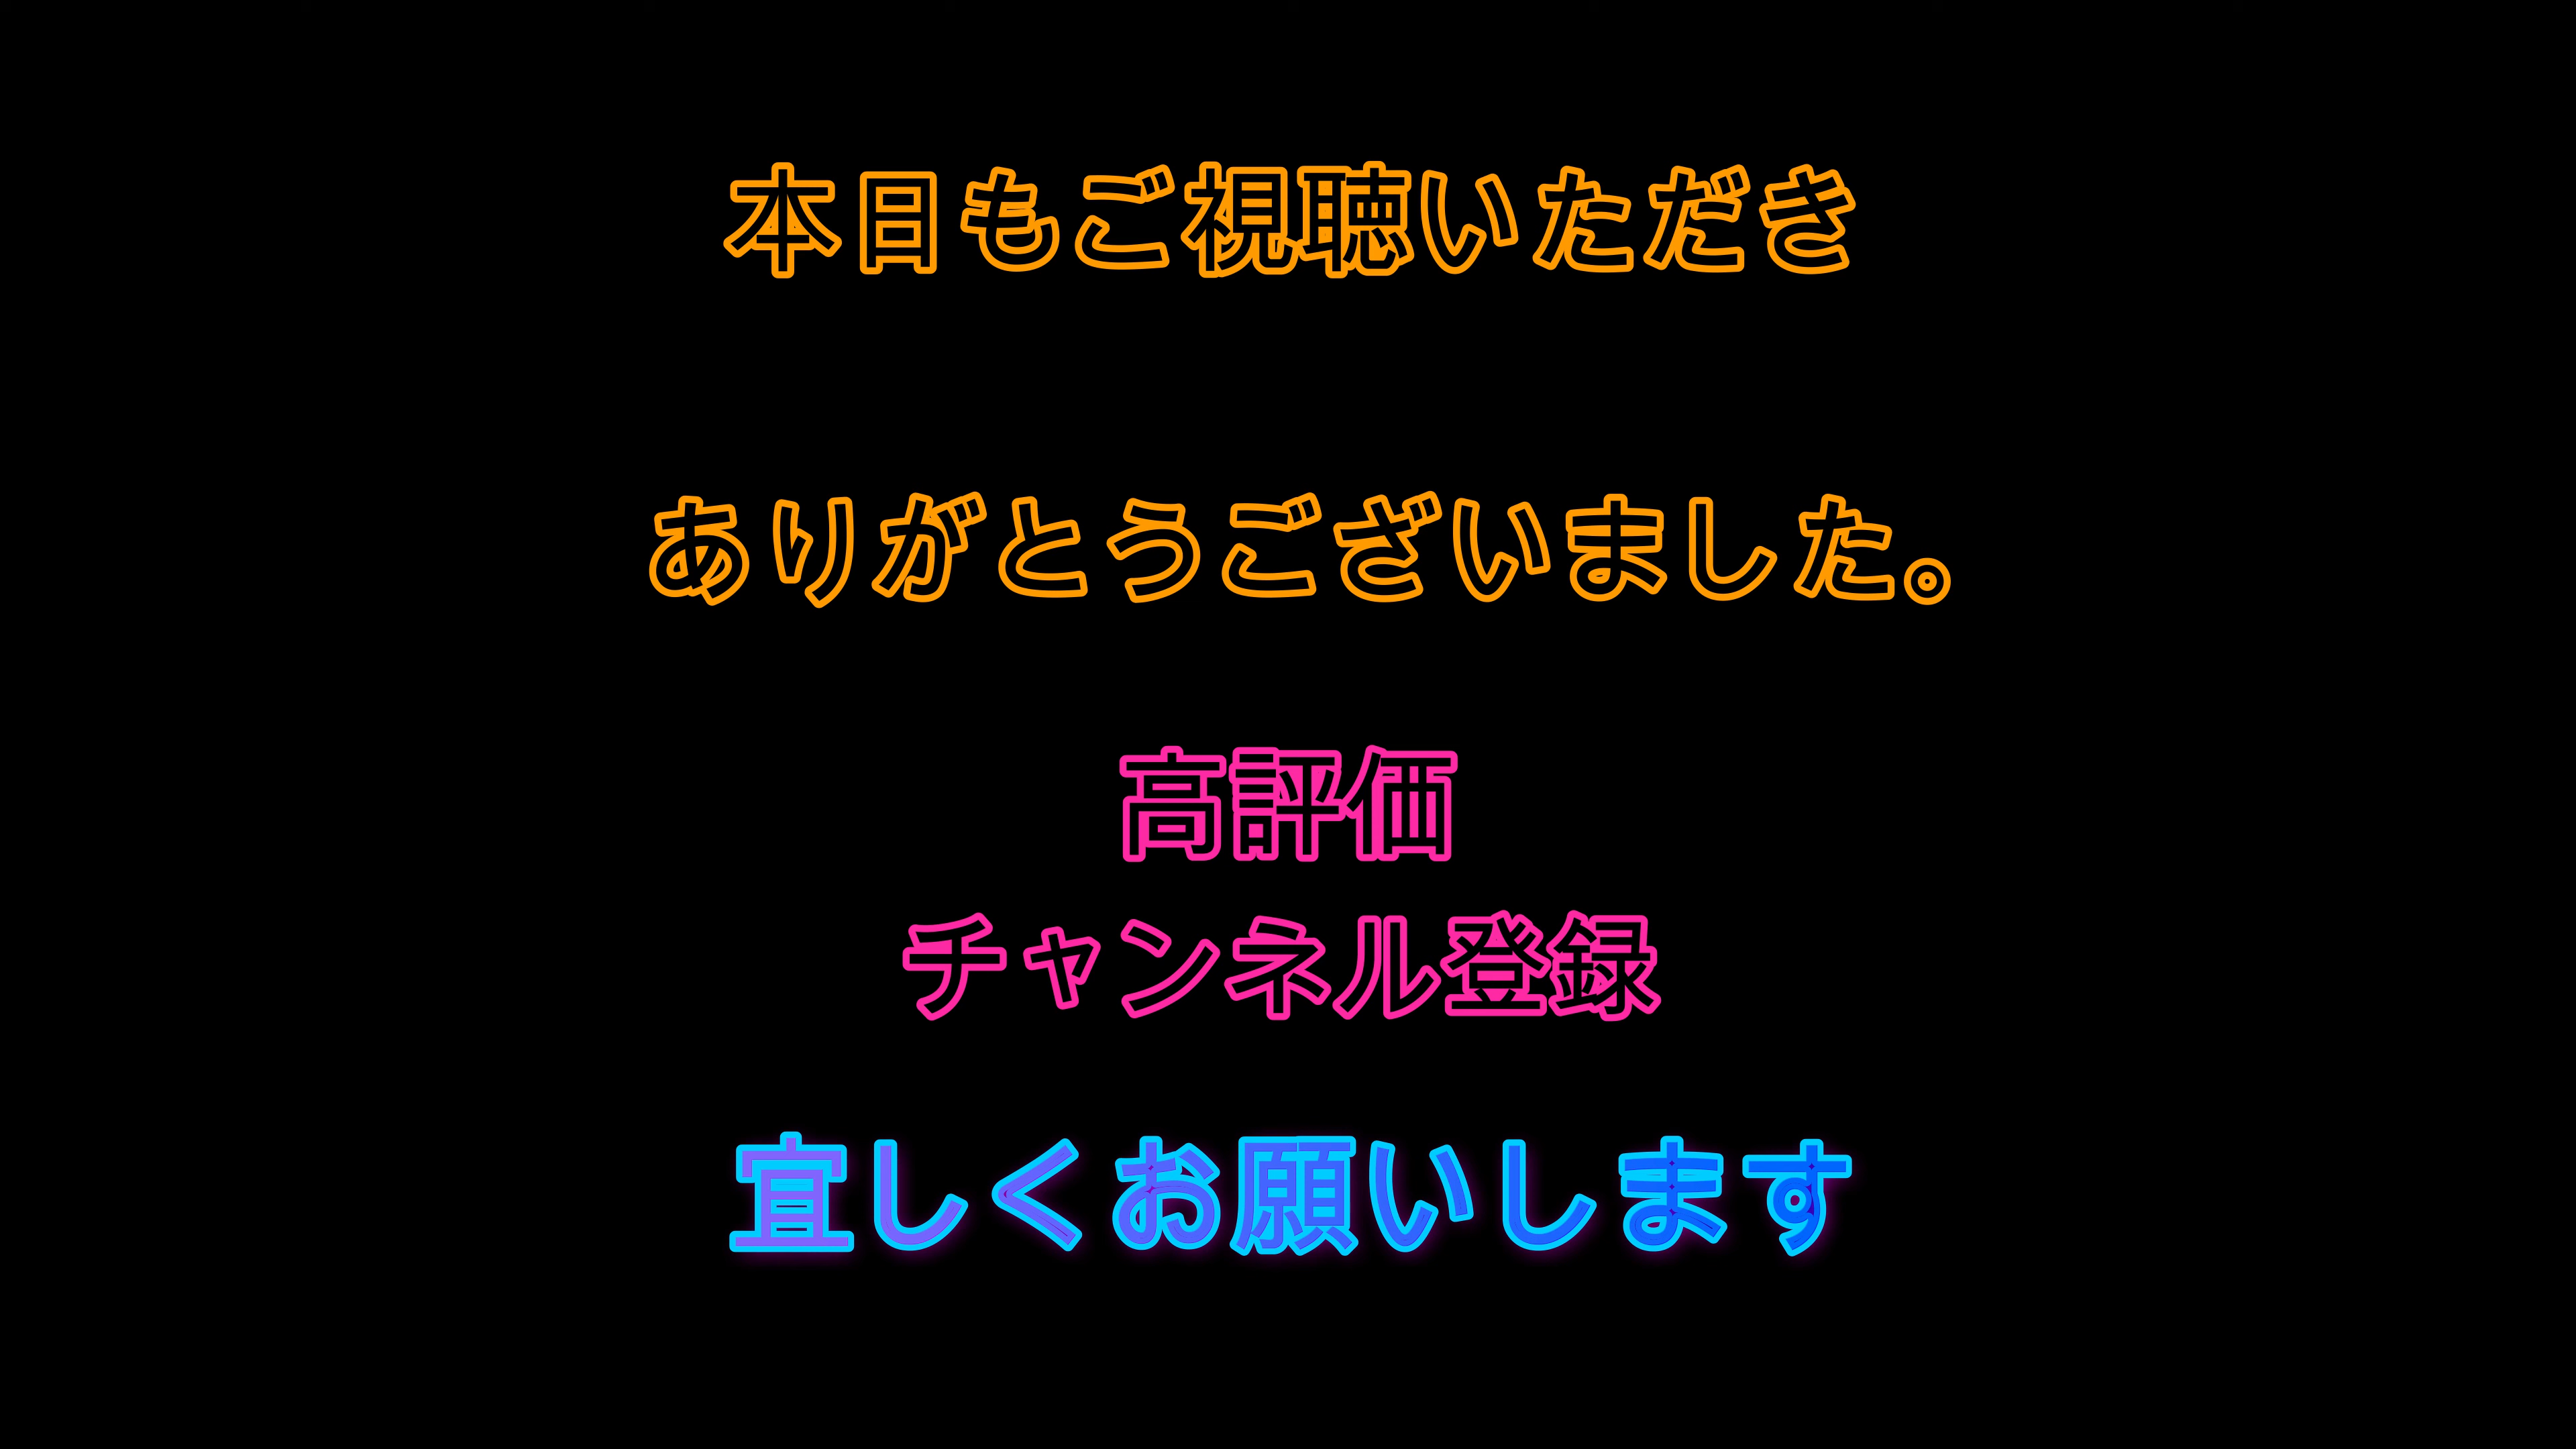 本日もご視聴いただき
ありがとうございました。
高評価
チャンネル登録
宜しくお願いします